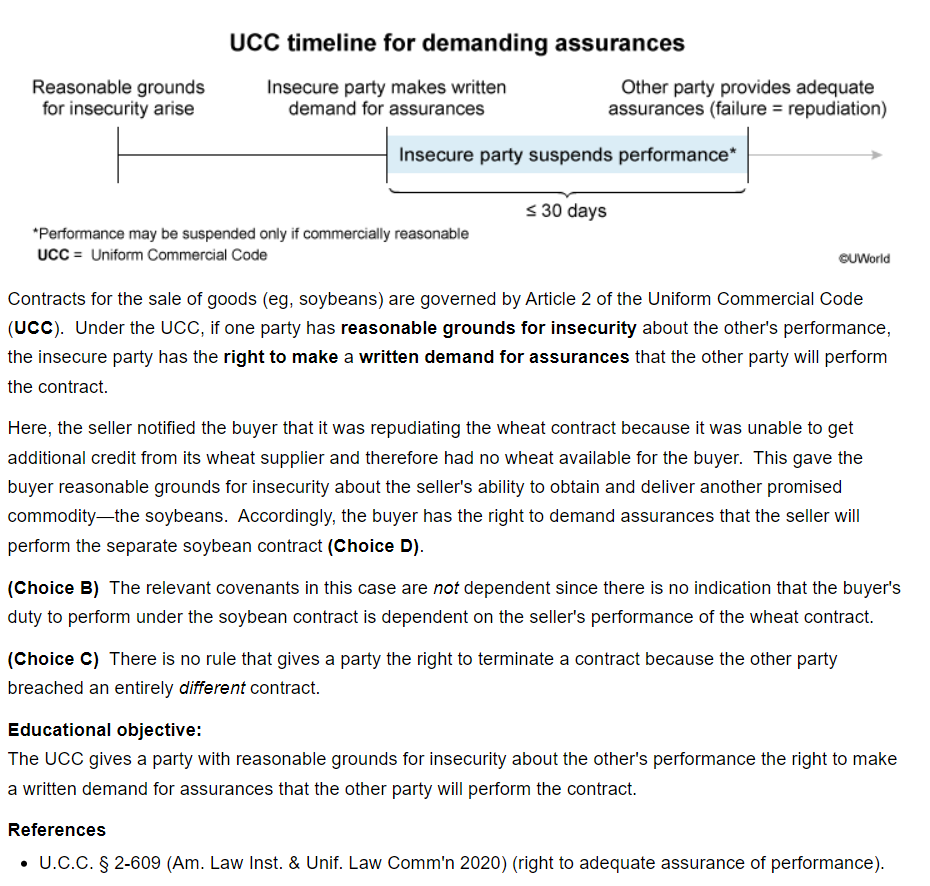 UCC timeline for demanding assurances
Reasonable grounds
for insecurity arise
Insecure party makes written
demand for assurances
Other party provides adequate
assurances (failure = repudiation)
Insecure party suspends performance*
≤ 30 days
*Performance may be suspended only if commercially reasonable
UCC = Uniform Commercial Code
©UWorld
Contracts for the sale of goods (eg, soybeans) are governed by Article 2 of the Uniform Commercial Code
(UCC).  Under the UCC, if one party has reasonable grounds for insecurity about the other's performance,
the insecure party has the right to make a written demand for assurances that the other party will perform
the contract.
Here, the seller notified the buyer that it was repudiating the wheat contract because it was unable to get
additional credit from its wheat supplier and therefore had no wheat available for the buyer.  This gave the
buyer reasonable grounds for insecurity about the seller's ability to obtain and deliver another promised
commodity—the soybeans.  Accordingly, the buyer has the right to demand assurances that the seller will
perform the separate soybean contract (Choice D).
(Choice B)  The relevant covenants in this case are not dependent since there is no indication that the buyer's
duty to perform under the soybean contract is dependent on the seller's performance of the wheat contract.
(Choice C)  There is no rule that gives a party the right to terminate a contract because the other party
breached an entirely different contract.
Educational objective:
The UCC gives a party with reasonable grounds for insecurity about the other's performance the right to make
a written demand for assurances that the other party will perform the contract.
References
• U.C.C. § 2-609 (Am. Law Inst. & Unif. Law Comm'n 2020) (right to adequate assurance of performance).